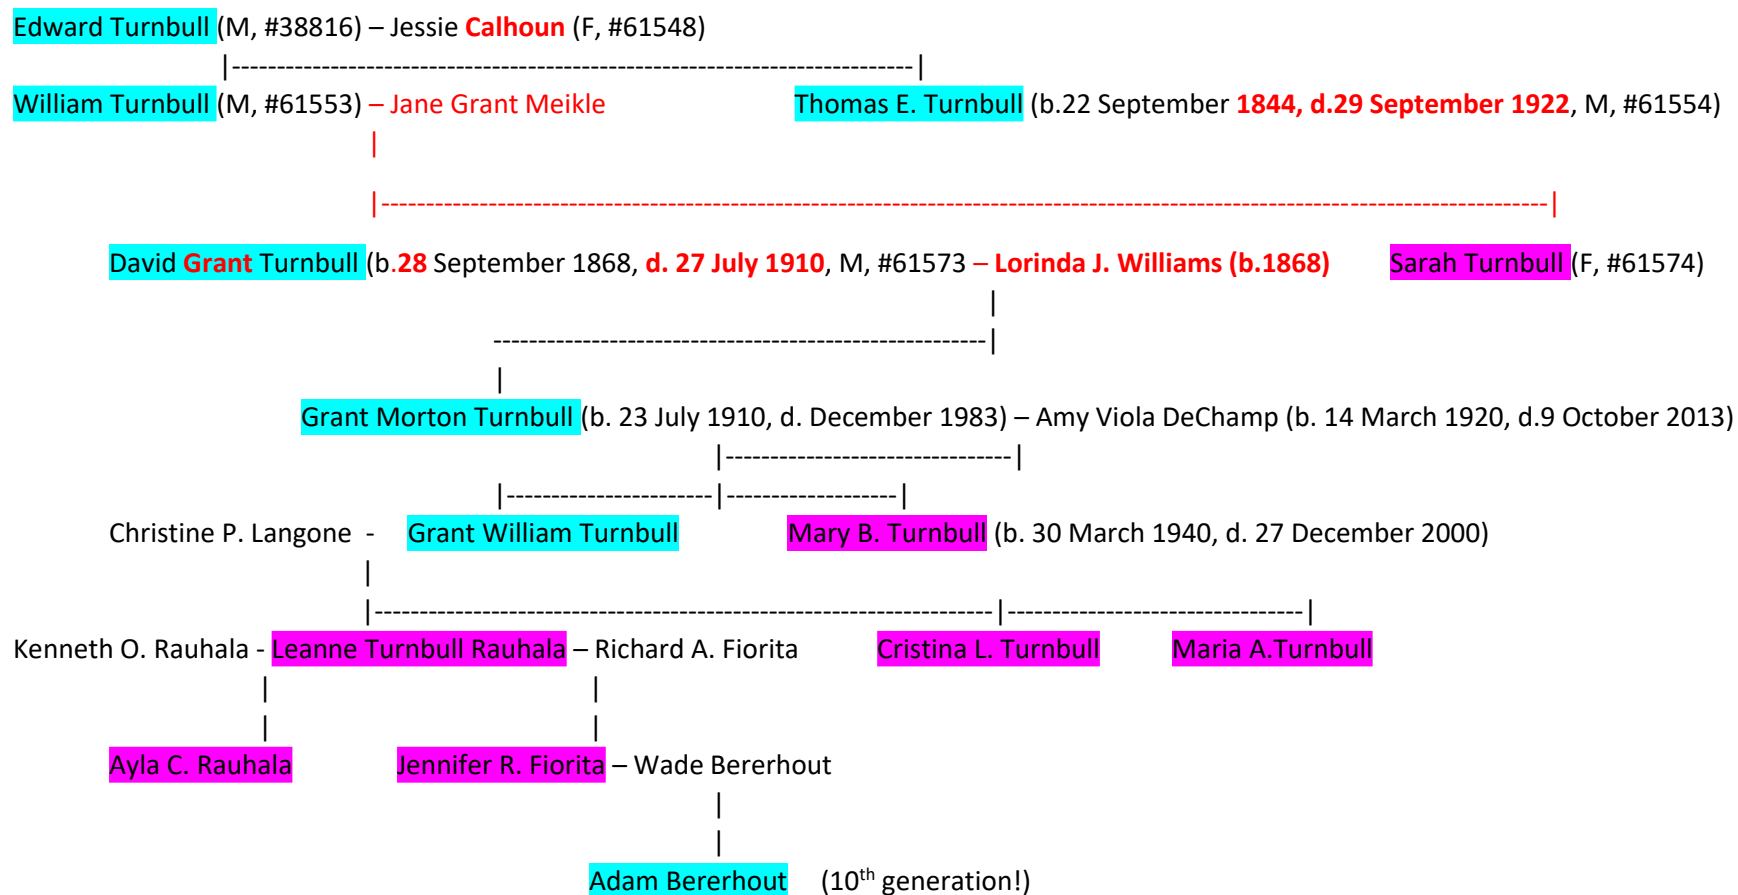 Edward Turnbull (M, #38816) – Jessie Calhoun (F, #61548)
William Turnbull (M, #61553) – Jane Grant Meikle Thomas E. Turnbull (b.22 September 1844, d.29 September 1922, M, #61554)
David Grant Turnbull (b.28 September 1868, d. 27 July 1910, M, #61573 – Lorinda J. Williams (b.1868) Sarah Turnbull (F, #61574)
Grant Morton Turnbull (b. 23 July 1910, d. December 1983) – Amy Viola DeChamp (b. 14 March 1920, d.9 October 2013)
Christine P. Langone - Grant William Turnbull Mary B. Turnbull (b. 30 March 1940, d. 27 December 2000)
Kenneth O. Rauhala - Leanne Turnbull Rauhala – Richard A. Fiorita Cristina L. Turnbull Maria A.Turnbull
Ayla C. Rauhala Jennifer R. Fiorita – Wade Bererhout
Adam Bererhout (10th generation!)